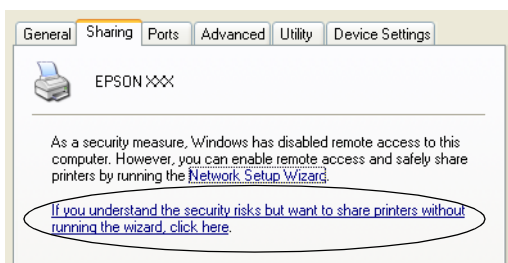 General Sharing Ports Advanced Utility Device Settings
EPSON XXX
As a security measure, Windows has disabled remote access to this
computer. However, you can enable remote access and safely share
printers by running the Network Setup Wizard.
If you understand the security risks but want to share printers without
running the wizard, click here.